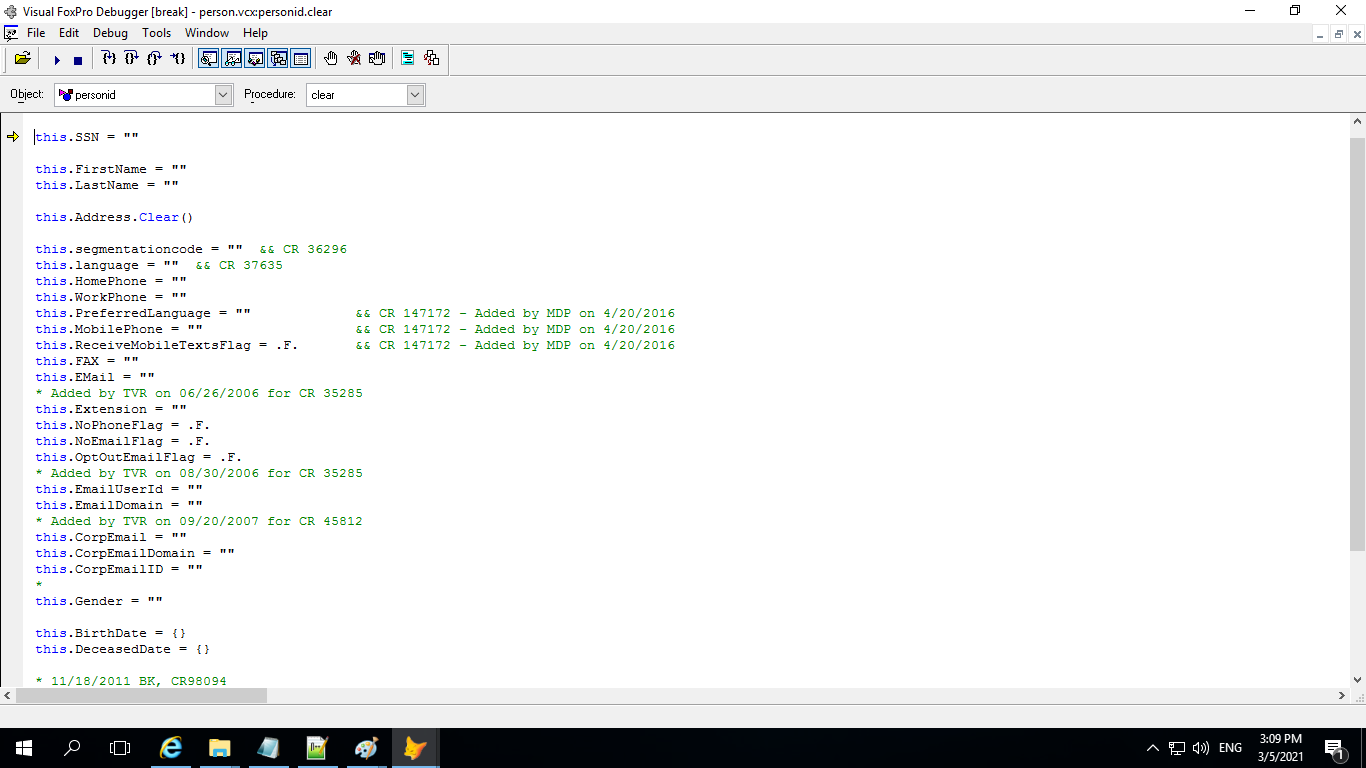 Visual FoxPro Debugger [break] - person.vcx:personid.clear
File Edit Debug Tools Window Help
Object: personid Procedure: clear
this.SSN = ""
this.FirstName = ""
this.LastName = ""
this.Address.Clear()
this.segmentationcode = "" && CR 36296
this.language = "" && CR 37635
this.HomePhone = ""
this.WorkPhone = ""
this.PreferredLanguage = "" && CR 147172 - Added by MDP on 4/20/2016
this.MobilePhone = "" && CR 147172 - Added by MDP on 4/20/2016
this.ReceiveMobileTextsFlag = .F. && CR 147172 - Added by MDP on 4/20/2016
this.FAX = ""
this.EMail = ""
* Added by TVR on 06/26/2006 for CR 35285
this.Extension = ""
this.NoPhoneFlag = .F.
this.NoEmailFlag = .F.
this.OptOutEmailFlag = .F.
* Added by TVR on 08/30/2006 for CR 35285
this.EmailUserId = ""
this.EmailDomain = ""
* Added by TVR on 09/20/2007 for CR 45812
this.CorpEmail = ""
this.CorpEmailDomain = ""
this.CorpEmailID = ""
*
this.Gender = ""
this.BirthDate = {}
this.DeceasedDate = {}
* 11/18/2011 BK, CR98094
ENG
3:09 PM
3/5/2021
1